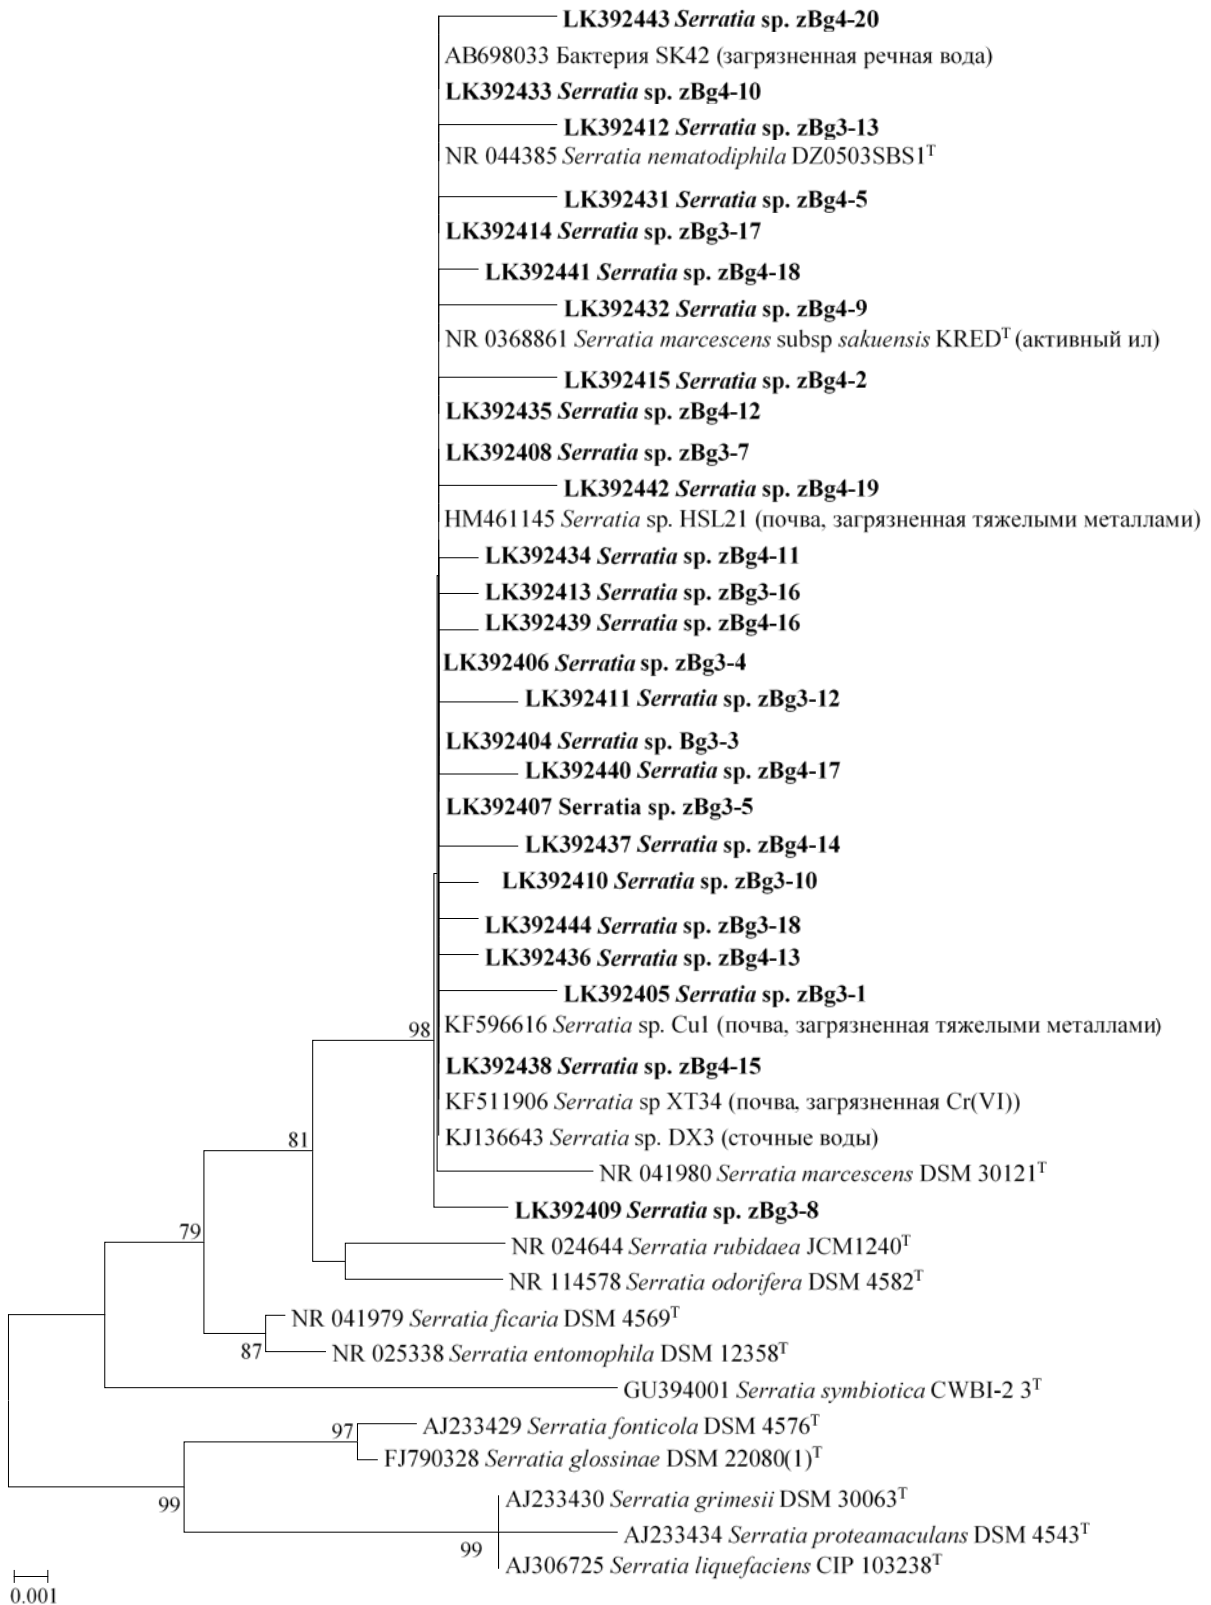 LK392443 Serratia sp. zBg4-20
AB698033 Бактерия SK42 (загрязненная речная вода)
LK392433 Serratia sp. zBg4-10
LK392412 Serratia sp. zBg3-13
NR 044385 Serratia nematodiphila DZ0503SBS1ᵀ
LK392431 Serratia sp. zBg4-5
LK392414 Serratia sp. zBg3-17
LK392441 Serratia sp. zBg4-18
LK392432 Serratia sp. zBg4-9
NR 0368861 Serratia marcescens subsp sakuensis KREDᵀ (активный ил)
LK392415 Serratia sp. zBg4-2
LK392435 Serratia sp. zBg4-12
LK392408 Serratia sp. zBg3-7
LK392442 Serratia sp. zBg4-19
HM461145 Serratia sp. HSL21 (почва, загрязненная тяжелыми металлами)
LK392434 Serratia sp. zBg4-11
LK392413 Serratia sp. zBg3-16
LK392439 Serratia sp. zBg4-16
LK392406 Serratia sp. zBg3-4
LK392411 Serratia sp. zBg3-12
LK392404 Serratia sp. Bg3-3
LK392440 Serratia sp. zBg4-17
LK392407 Serratia sp. zBg3-5
LK392437 Serratia sp. zBg4-14
LK392410 Serratia sp. zBg3-10
LK392444 Serratia sp. zBg3-18
LK392436 Serratia sp. zBg4-13
LK392405 Serratia sp. zBg3-1
98 KF596616 Serratia sp. Cu1 (почва, загрязненная тяжелыми металлами)
LK392438 Serratia sp. zBg4-15
KF511906 Serratia sp XT34 (почва, загрязненная Cr(VI))
81 KJ136643 Serratia sp. DX3 (сточные воды)
NR 041980 Serratia marcescens DSM 30121ᵀ
LK392409 Serratia sp. zBg3-8
79
NR 024644 Serratia rubidaea JCM1240ᵀ
NR 114578 Serratia odorifera DSM 4582ᵀ
NR 041979 Serratia ficaria DSM 4569ᵀ
87 NR 025338 Serratia entomophila DSM 12358ᵀ
GU394001 Serratia symbiotica CWBI-2 3ᵀ
97 AJ233429 Serratia fonticola DSM 4576ᵀ
FJ790328 Serratia glossinae DSM 22080(1)ᵀ
99 AJ233430 Serratia grimesii DSM 30063ᵀ
AJ233434 Serratia proteamaculans DSM 4543ᵀ
99 AJ306725 Serratia liquefaciens CIP 103238ᵀ
0.001